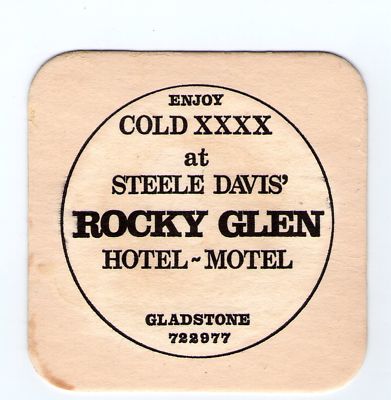 ENJOY
COLD XXXX
at
STEELE DAVIS'
ROCKY GLEN
HOTEL ~ MOTEL
GLADSTONE
722977